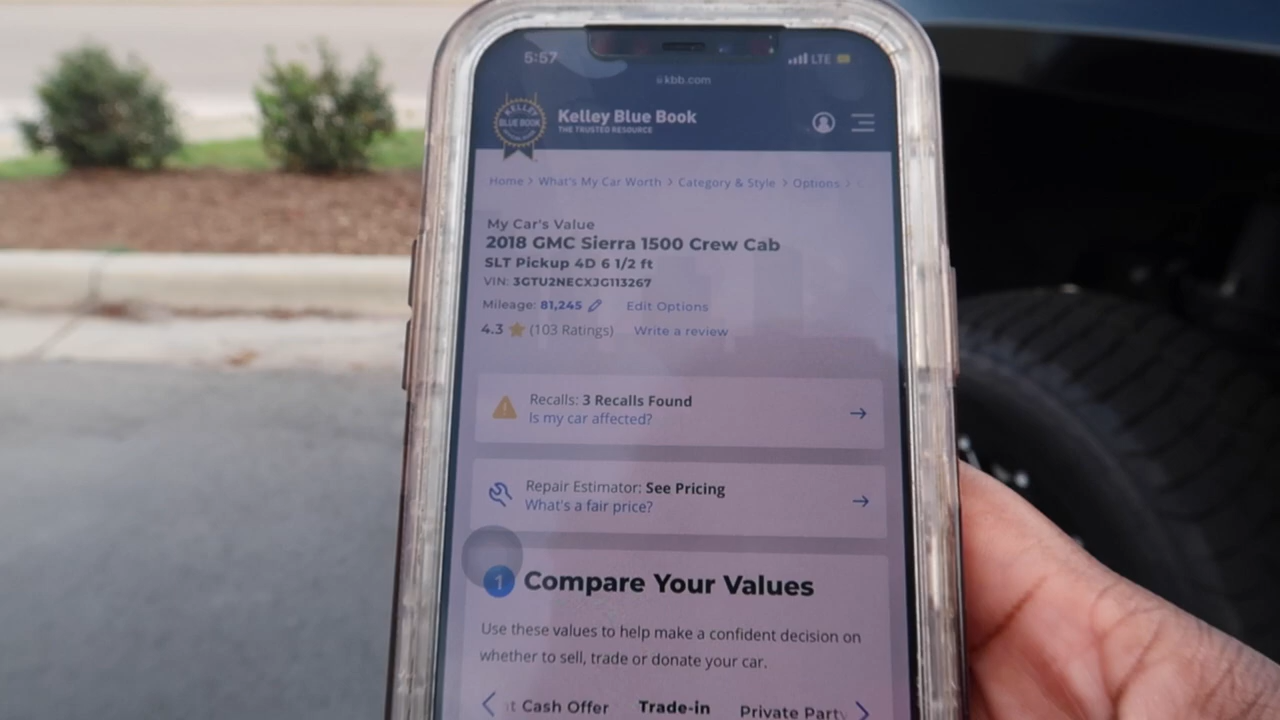 5:57 LTE
kbb.com
KELLEY
BLUE BOOK
Kelley Blue Book
THE TRUSTED RESOURCE
Home > What's My Car Worth > Category & Style > Options >
My Car's Value
2018 GMC Sierra 1500 Crew Cab
SLT Pickup 4D 6 1/2 ft
VIN: 3GTU2NECXJG113267
Mileage: 81,245 Edit Options
4.3 (103 Ratings) Write a review
Recalls: 3 Recalls Found
Is my car affected?
Repair Estimator: See Pricing
What's a fair price?
1 Compare Your Values
Use these values to help make a confident decision on
whether to sell, trade or donate your car.
t Cash Offer Trade-in Private Party